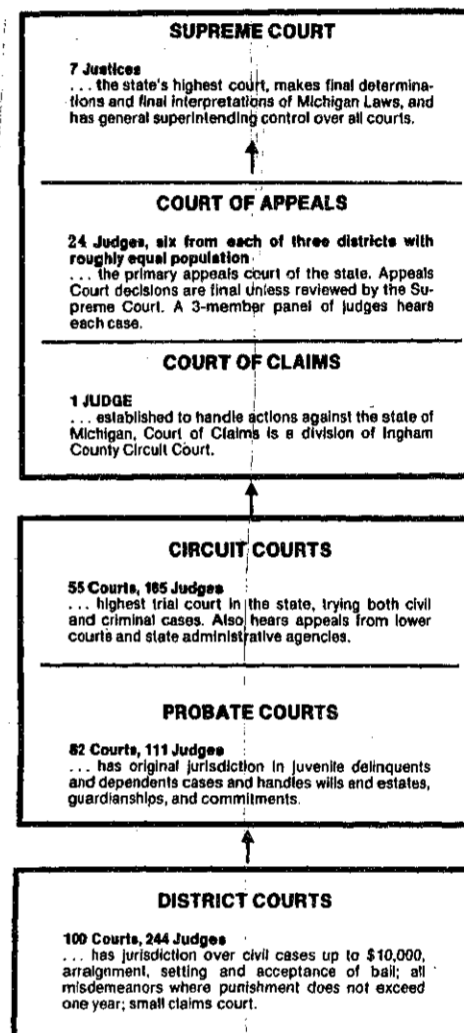 SUPREME COURT
7 Justices
... the state's highest court, makes final determina-
tions and final interpretations of Michigan Laws, and
has general superintending control over all courts.
COURT OF APPEALS
24 Judges, six from each of three districts with
roughly equal population
... the primary appeals court of the state. Appeals
Court decisions are final unless reviewed by the Su-
preme Court. A 3-member panel of judges hears
each case.
COURT OF CLAIMS
1 JUDGE
... established to handle actions against the state of
Michigan, Court of Claims is a division of Ingham
County Circuit Court.
CIRCUIT COURTS
55 Courts, 165 Judges
... highest trial court in the state, trying both civil
and criminal cases. Also hears appeals from lower
courts and state administrative agencies.
PROBATE COURTS
82 Courts, 111 Judges
... has original jurisdiction in juvenile delinquents
and dependents cases and handles wills and estates,
guardianships, and commitments.
DISTRICT COURTS
100 Courts, 244 Judges
... has jurisdiction over civil cases up to $10,000,
arraignment, setting and acceptance of bail; all
misdemeanors where punishment does not exceed
one year; small claims court.